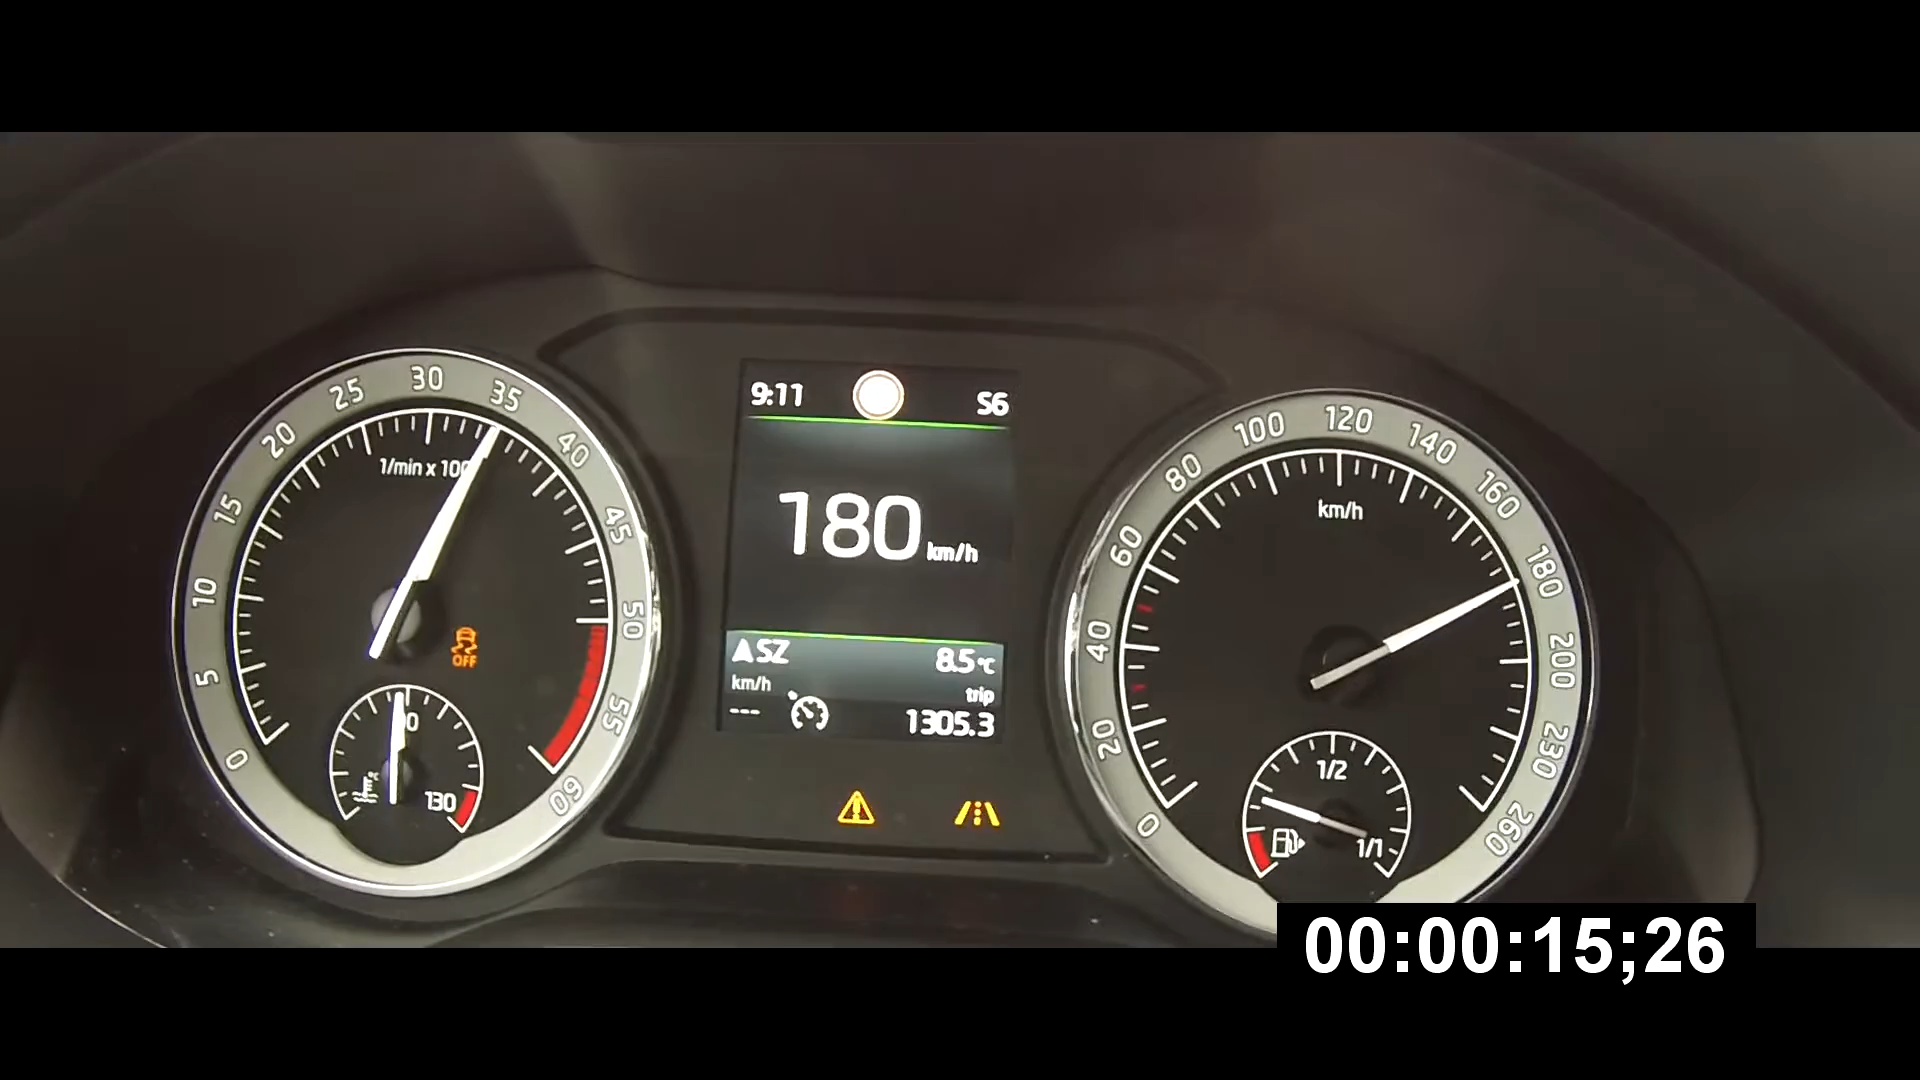 0 5 10 15 20 25 30 35 40 45 50 55 60
1/min x 100
OFF
130
9:11 S6
180 km/h
SZ 8.5°C
km/h trip
--- 1305.3
0 20 40 60 80 100 120 140 160 180 200 230 260
km/h
1/2
1/1
00:00:15;26